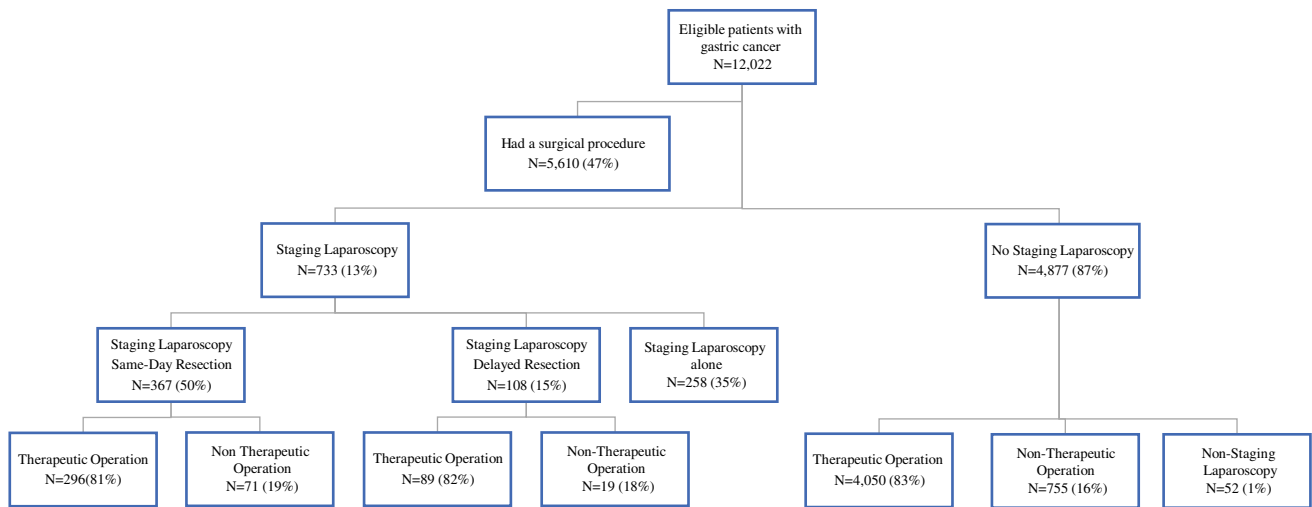 Eligible patients with
gastric cancer
N=12,022
Had a surgical procedure
N=5,610 (47%)
Staging Laparoscopy
N=733 (13%)
No Staging Laparoscopy
N=4,877 (87%)
Staging Laparoscopy
Same-Day Resection
N=367 (50%)
Staging Laparoscopy
Delayed Resection
N=108 (15%)
Staging Laparoscopy
alone
N=258 (35%)
Therapeutic Operation
N=296(81%)
Non Therapeutic
Operation
N=71 (19%)
Therapeutic Operation
N=89 (82%)
Non-Therapeutic
Operation
N=19 (18%)
Therapeutic Operation
N=4,050 (83%)
Non-Therapeutic
Operation
N=755 (16%)
Non-Staging
Laparoscopy
N=52 (1%)